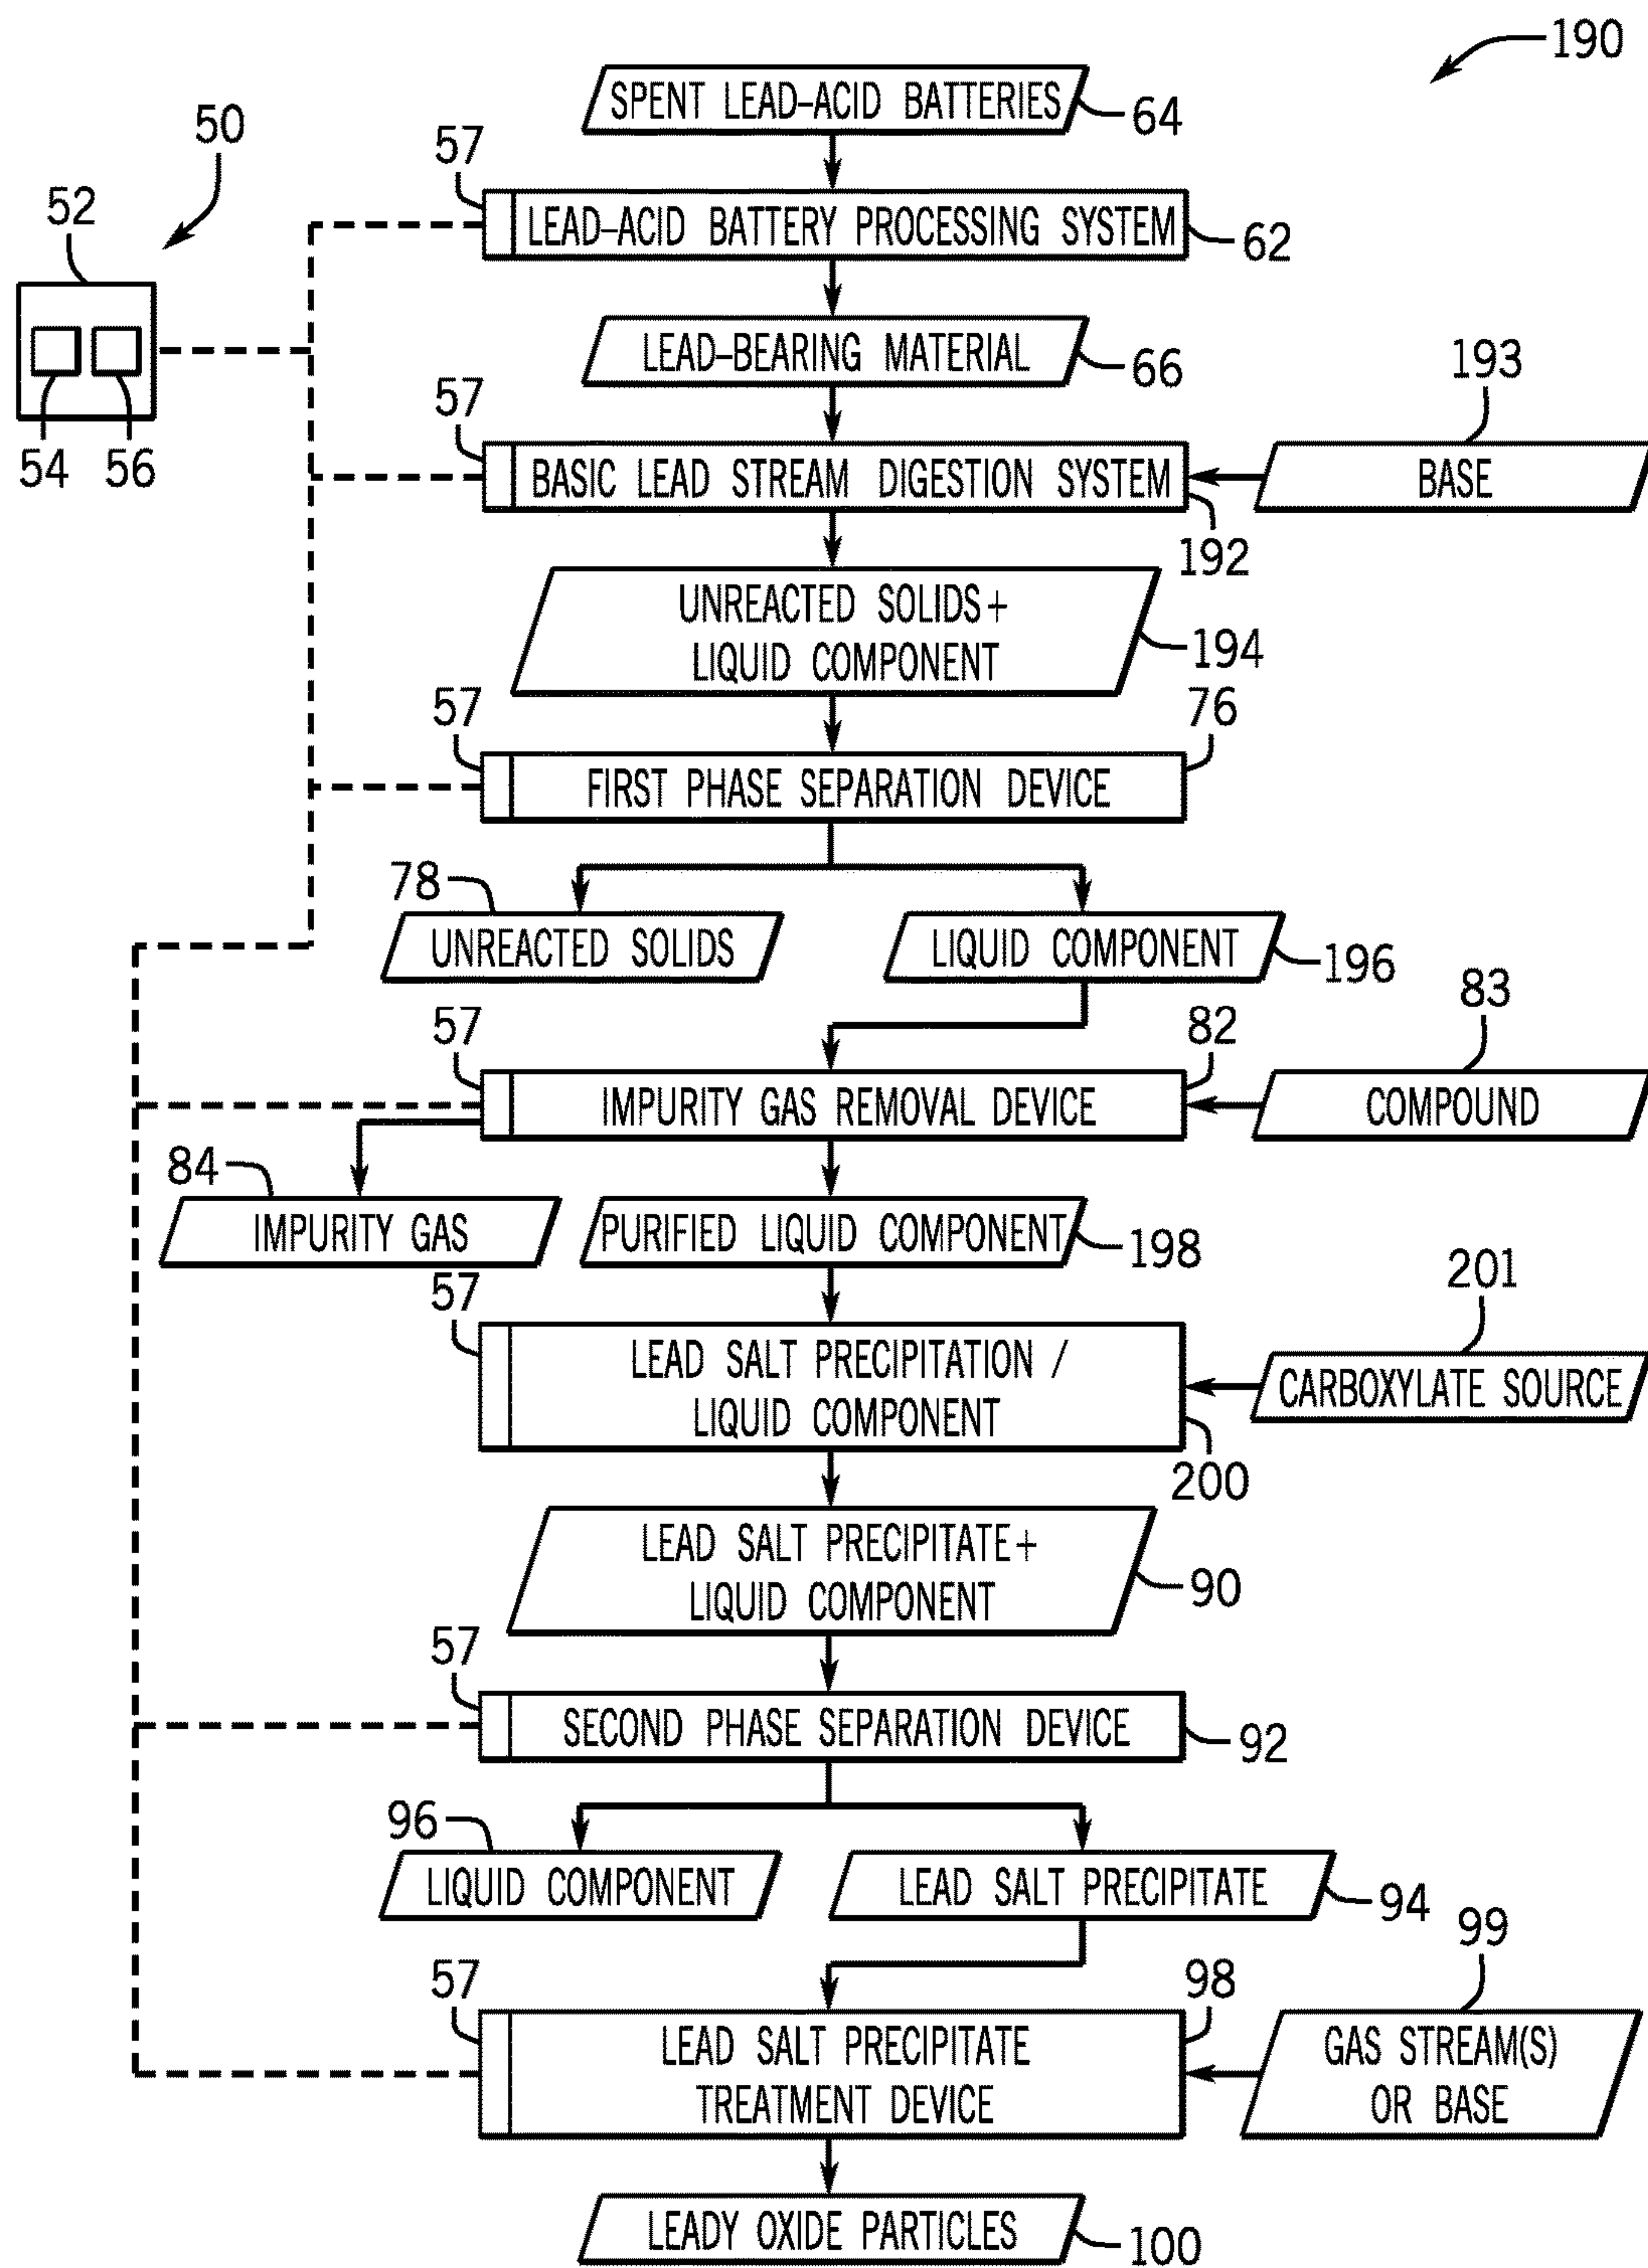 190
SPENT LEAD-ACID BATTERIES
64
50
57
52
LEAD-ACID BATTERY PROCESSING SYSTEM
62
LEAD-BEARING MATERIAL
66
193
57
54 56
BASIC LEAD STREAM DIGESTION SYSTEM
BASE
192
UNREACTED SOLIDS+
LIQUID COMPONENT
194
57
76
FIRST PHASE SEPARATION DEVICE
78
UNREACTED SOLIDS
LIQUID COMPONENT
196
83
57
82
IMPURITY GAS REMOVAL DEVICE
COMPOUND
84
IMPURITY GAS
PURIFIED LIQUID COMPONENT
198
201
57
LEAD SALT PRECIPITATION /
LIQUID COMPONENT
CARBOXYLATE SOURCE
200
LEAD SALT PRECIPITATE+
LIQUID COMPONENT
90
57
SECOND PHASE SEPARATION DEVICE
92
96
LIQUID COMPONENT
LEAD SALT PRECIPITATE
94
99
57
98
LEAD SALT PRECIPITATE
TREATMENT DEVICE
GAS STREAM(S)
OR BASE
LEADY OXIDE PARTICLES
100